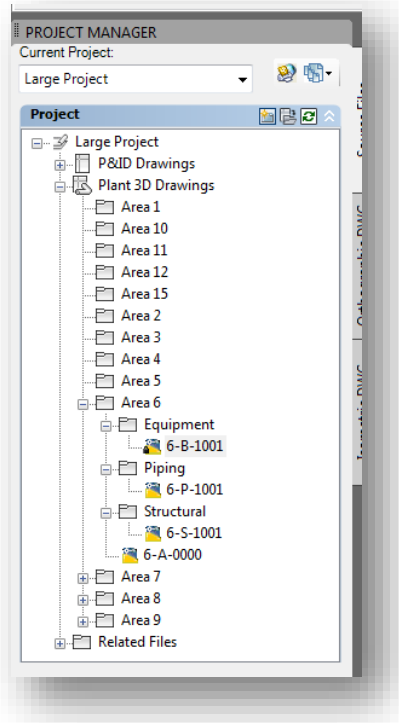 PROJECT MANAGER
Current Project:
Large Project
Project
Large Project
P&ID Drawings
Plant 3D Drawings
Area 1
Area 10
Area 11
Area 12
Area 15
Area 2
Area 3
Area 4
Area 5
Area 6
Equipment
6-B-1001
Piping
6-P-1001
Structural
6-S-1001
6-A-0000
Area 7
Area 8
Area 9
Related Files
Source Files
Orthographic DWG
Isometric DWG